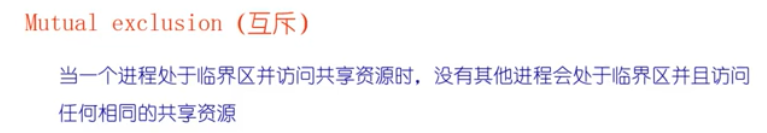 Mutual exclusion (互斥)
当一个进程处于临界区并访问共享资源时，没有其他进程会处于临界区并且访问
任何相同的共享资源